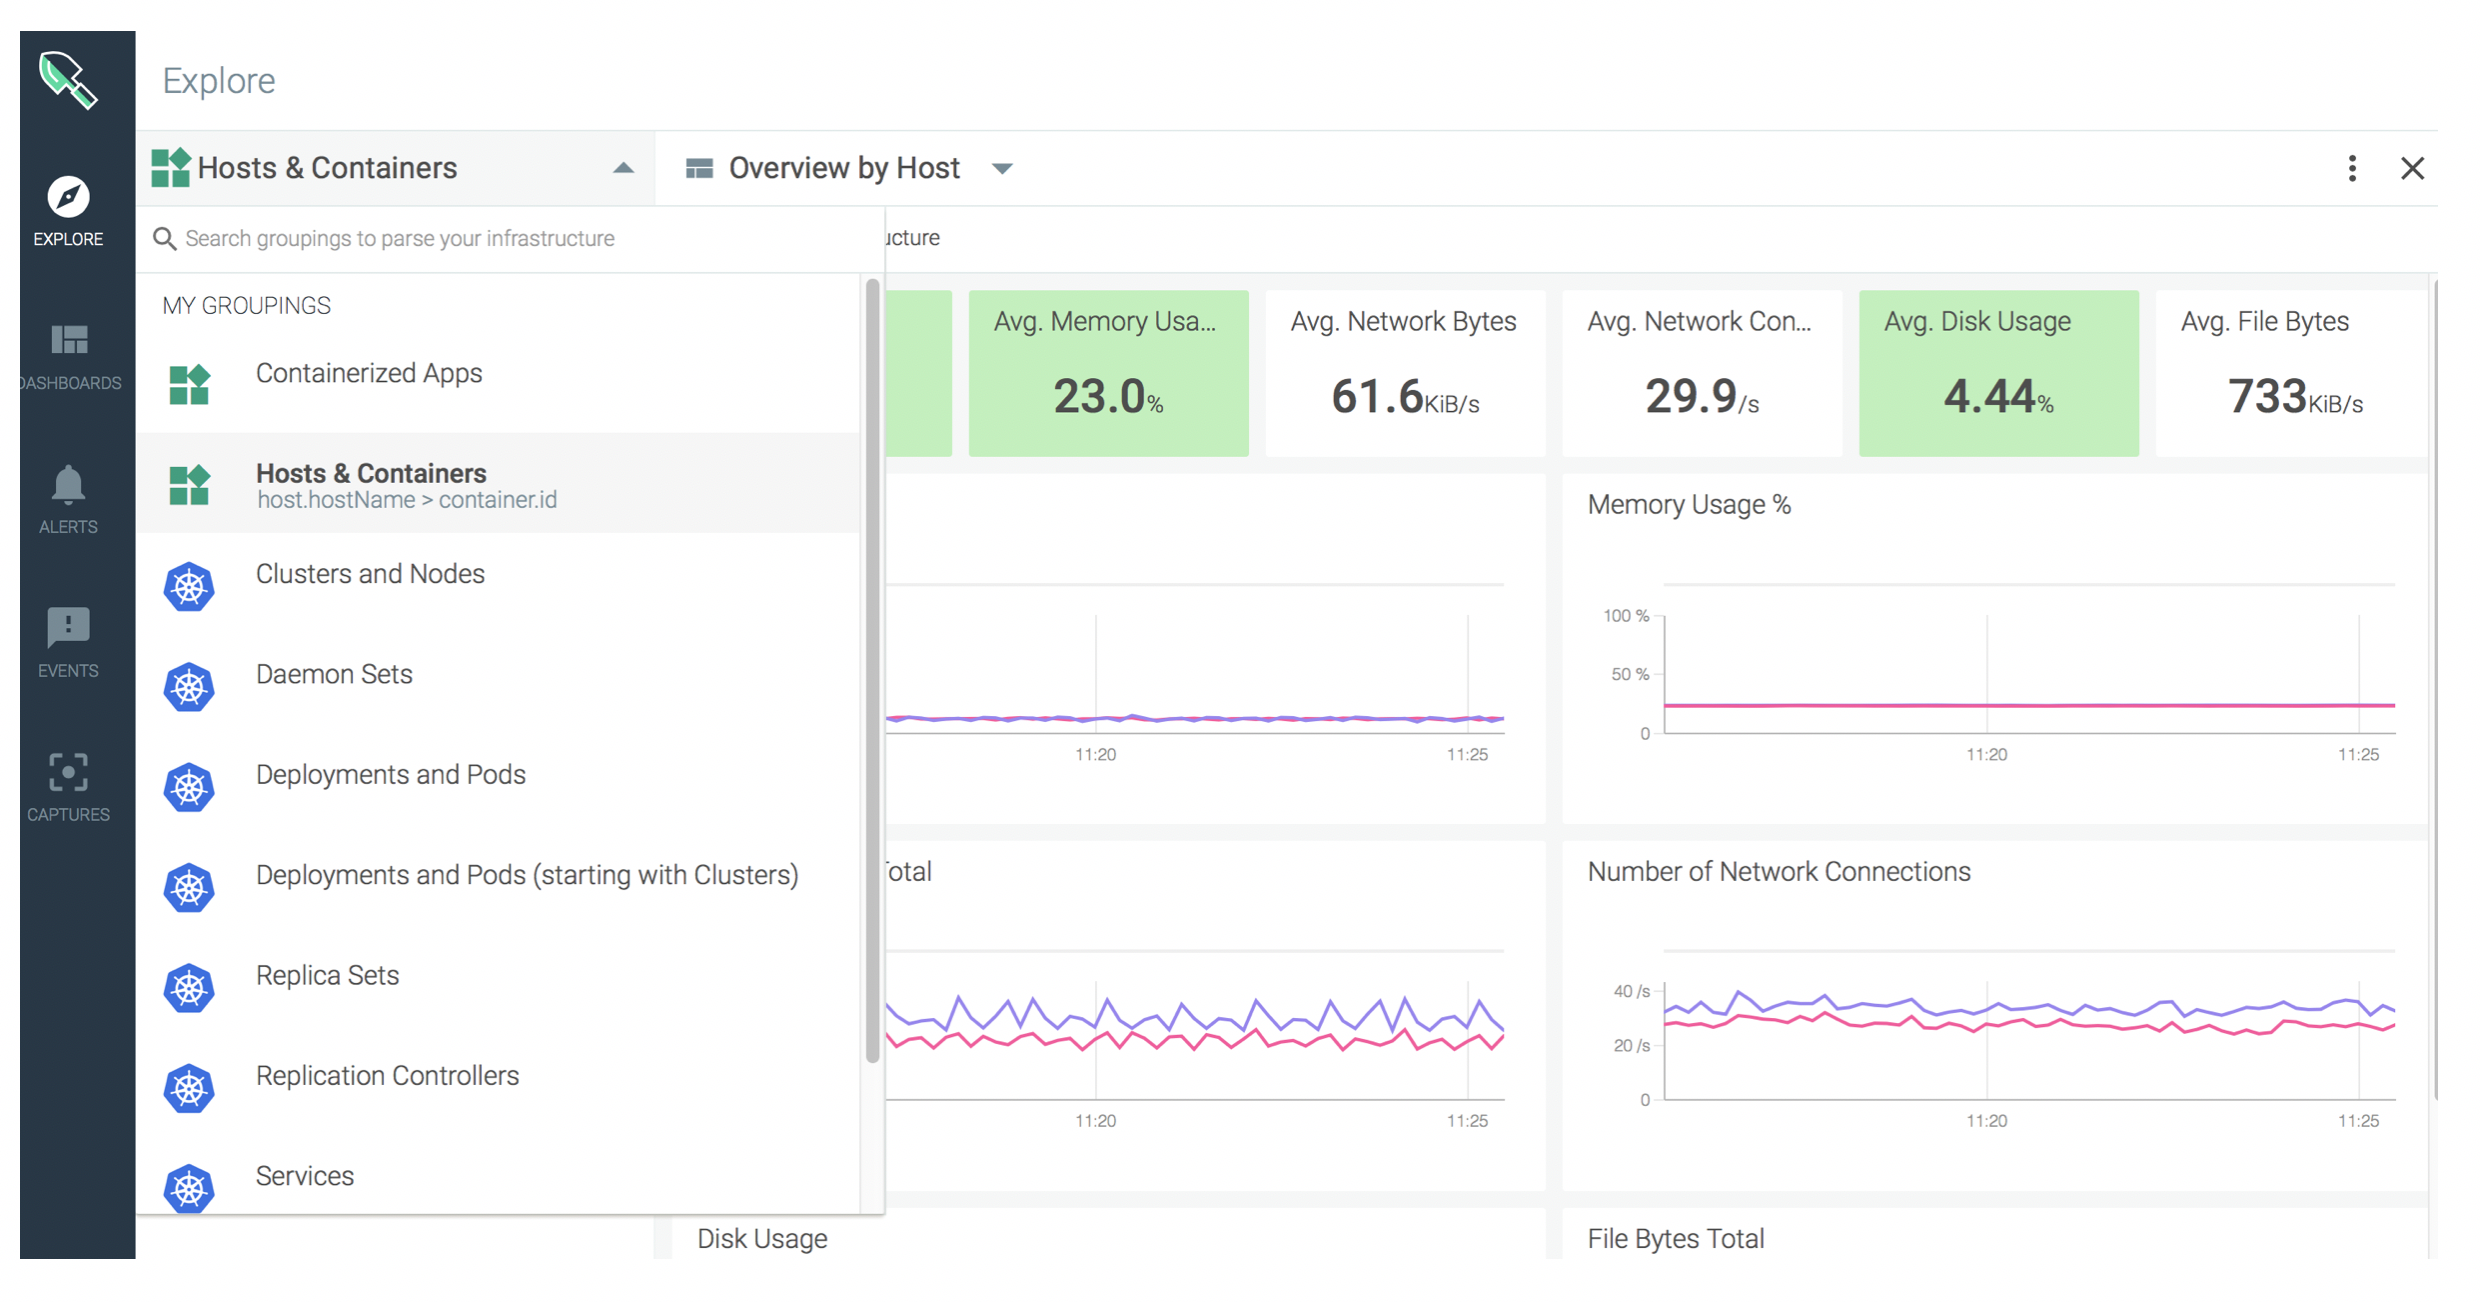 Explore
Hosts & Containers
Overview by Host
EXPLORE
Search groupings to parse your infrastructure
ucture
MY GROUPINGS
Containerized Apps
Hosts & Containers
host.hostName > container.id
Clusters and Nodes
Daemon Sets
Deployments and Pods
Deployments and Pods (starting with Clusters)
Replica Sets
Replication Controllers
Services
DASHBOARDS
ALERTS
EVENTS
CAPTURES
Avg. Memory Usa...
23.0%
Avg. Network Bytes
61.6KiB/s
Avg. Network Con...
29.9/s
Avg. Disk Usage
4.44%
Avg. File Bytes
733KiB/s
11:20
11:25
Memory Usage %
100 %
50 %
0
11:20
11:25
Total
11:20
11:25
Number of Network Connections
40 /s
20 /s
0
11:20
11:25
Disk Usage
File Bytes Total